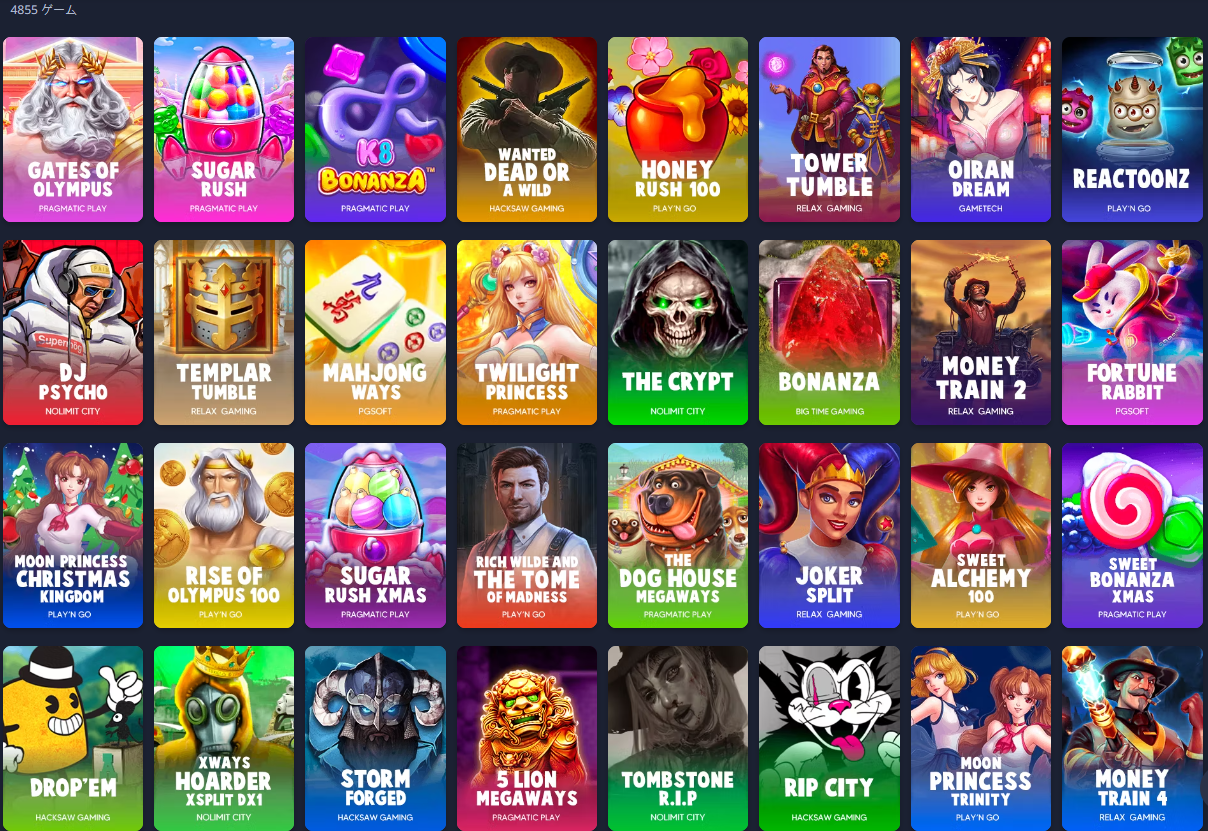 4855 ゲーム
GATES OF
OLYMPUS
PRAGMATIC PLAY
SUGAR
RUSH
PRAGMATIC PLAY
K8
BONANZA™
PRAGMATIC PLAY
WANTED
DEAD OR
A WILD
HACKSAW GAMING
HONEY
RUSH 100
PLAY'N GO
TOWER
TUMBLE
RELAX GAMING
OIRAN
DREAM
GAMETECH
REACTOONZ
PLAY'N GO
DJ
PSYCHO
NOLIMIT CITY
TEMPLAR
TUMBLE
RELAX GAMING
MAHJONG
WAYS
PGSOFT
TWILIGHT
PRINCESS
PRAGMATIC PLAY
THE CRYPT
NOLIMIT CITY
BONANZA
BIG TIME GAMING
MONEY
TRAIN 2
RELAX GAMING
FORTUNE
RABBIT
PGSOFT
MOON PRINCESS
CHRISTMAS
KINGDOM
PLAY'N GO
RISE OF
OLYMPUS 100
PLAY'N GO
SUGAR
RUSH XMAS
PRAGMATIC PLAY
RICH WILDE AND
THE TOME
OF MADNESS
PLAY'N GO
THE
DOG HOUSE
MEGAWAYS
PRAGMATIC PLAY
JOKER
SPLIT
RELAX GAMING
SWEET
ALCHEMY
100
PLAY'N GO
SWEET
BONANZA
XMAS
PRAGMATIC PLAY
DROP'EM
HACKSAW GAMING
XWAYS
HOARDER
XSPLIT DX1
NOLIMIT CITY
STORM
FORGED
HACKSAW GAMING
5 LION
MEGAWAYS
PRAGMATIC PLAY
TOMBSTONE
R.I.P
NOLIMIT CITY
RIP CITY
HACKSAW GAMING
MOON
PRINCESS
TRINITY
PLAY'N GO
MONEY
TRAIN 4
RELAX GAMING